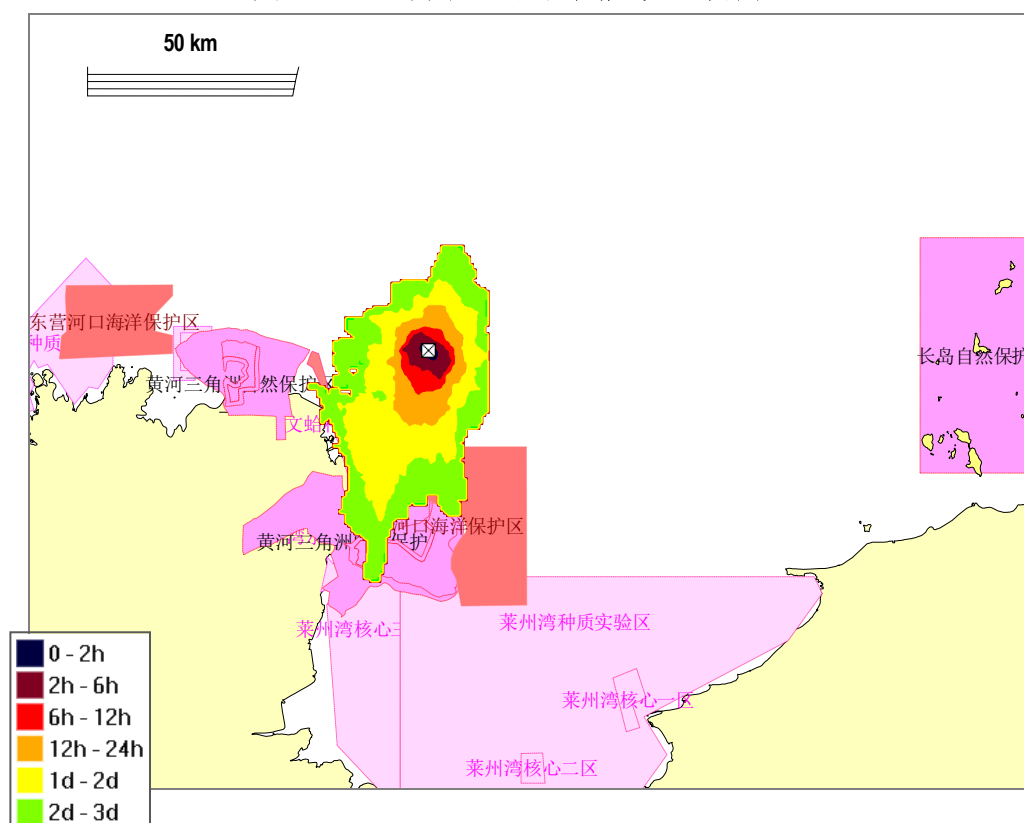 50 km
东营河口海洋保护区
种质
黄河三角洲自然保护区
长岛自然保护
文蛤
河口海洋保护区
黄河三角洲
保护
莱州湾核心三
莱州湾种质实验区
莱州湾核心一区
莱州湾核心二区
0 - 2h
2h - 6h
6h - 12h
12h - 24h
1d - 2d
2d - 3d